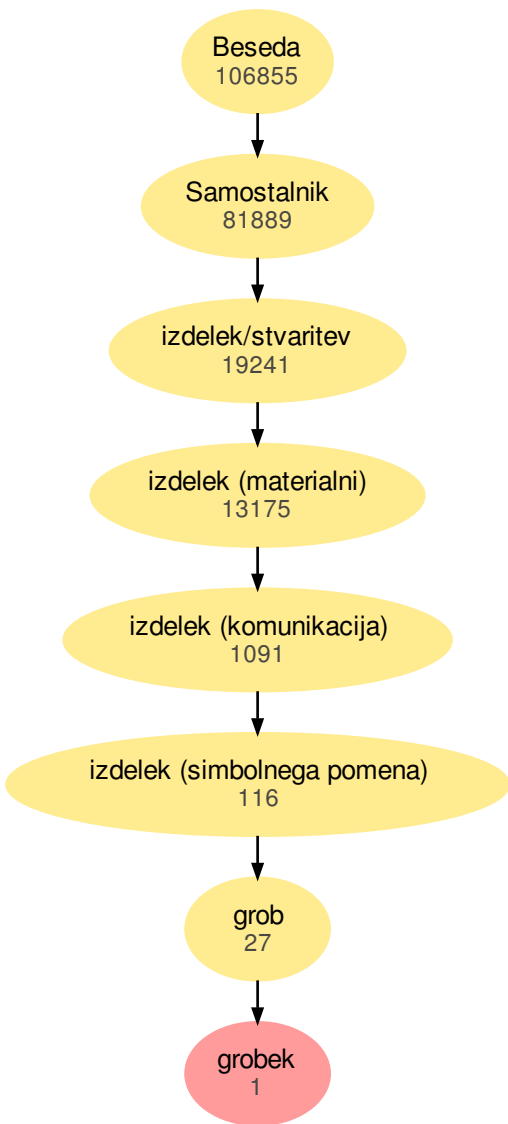 Beseda
106855
Samostalnik
81889
izdelek/stvaritev
19241
izdelek (materialni)
13175
izdelek (komunikacija)
1091
izdelek (simbolnega pomena)
116
grob
27
grobek
1